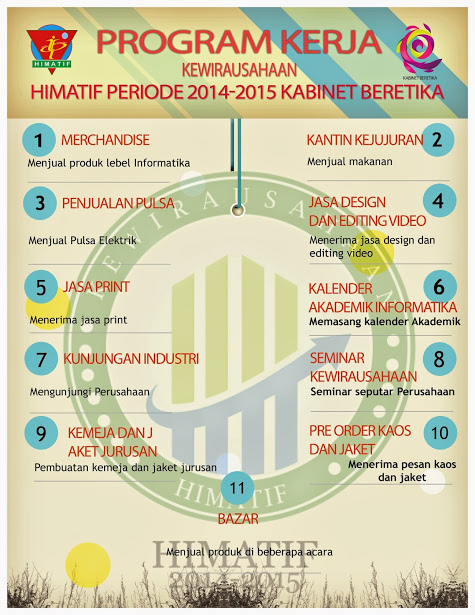 PROGRAM KERJA
KEWIRAUSAHAAN
HIMATIF PERIODE 2014-2015 KABINET BERETIKA
HIMATIF
KABINET BERETIKA
1 MERCHANDISE
Menjual produk lebel Informatika
KANTIN KEJUJURAN 2
Menjual makanan
3 PENJUALAN PULSA
Menjual Pulsa Elektrik
JASA DESIGN 4
DAN EDITING VIDEO
Menerima jasa design dan
editing video
5 JASA PRINT
Menerima jasa print
KALENDER 6
AKADEMIK INFORMATIKA
Memasang kalender Akademik
7 KUNJUNGAN INDUSTRI
Mengunjungi Perusahaan
SEMINAR 8
KEWIRAUSAHAAN
Seminar seputar Perusahaan
9 KEMEJA DAN J
AKET JURUSAN
Pembuatan kemeja dan jaket jurusan
PRE ORDER KAOS 10
DAN JAKET
Menerima pesan kaos
dan jaket
11
BAZAR
Menjual produk di beberapa acara
KEWIRAUSAHAAN
HIMATIF
HIMATIF
2014-2015